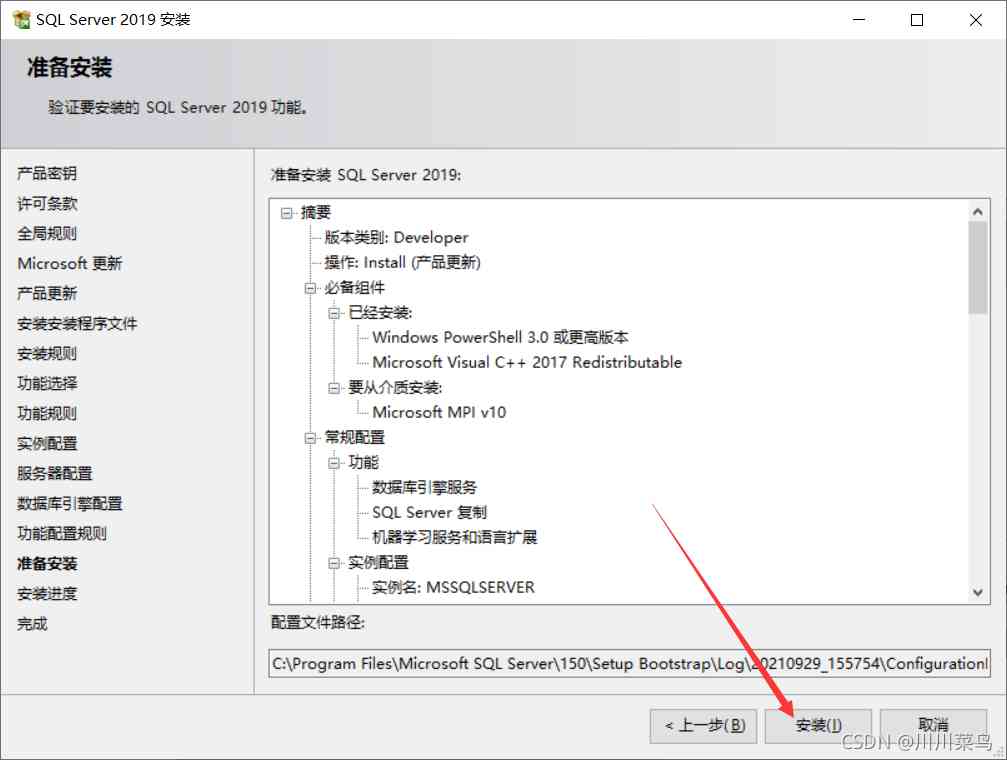 SQL Server 2019 安装
准备安装
验证要安装的 SQL Server 2019 功能。
产品密钥
许可条款
全局规则
Microsoft 更新
产品更新
安装安装程序文件
安装规则
功能选择
功能规则
实例配置
服务器配置
数据库引擎配置
功能配置规则
准备安装
安装进度
完成
准备安装 SQL Server 2019:
摘要
版本类别: Developer
操作: Install (产品更新)
必备组件
已经安装:
Windows PowerShell 3.0 或更高版本
Microsoft Visual C++ 2017 Redistributable
要从介质安装:
Microsoft MPI v10
常规配置
功能
数据库引擎服务
SQL Server 复制
机器学习服务和语言扩展
实例配置
实例名: MSSQLSERVER
配置文件路径:
C:\Program Files\Microsoft SQL Server\150\Setup Bootstrap\Log\20210929_155754\Configuration
< 上一步(B)
安装(I)
取消
CSDN @川川菜鸟